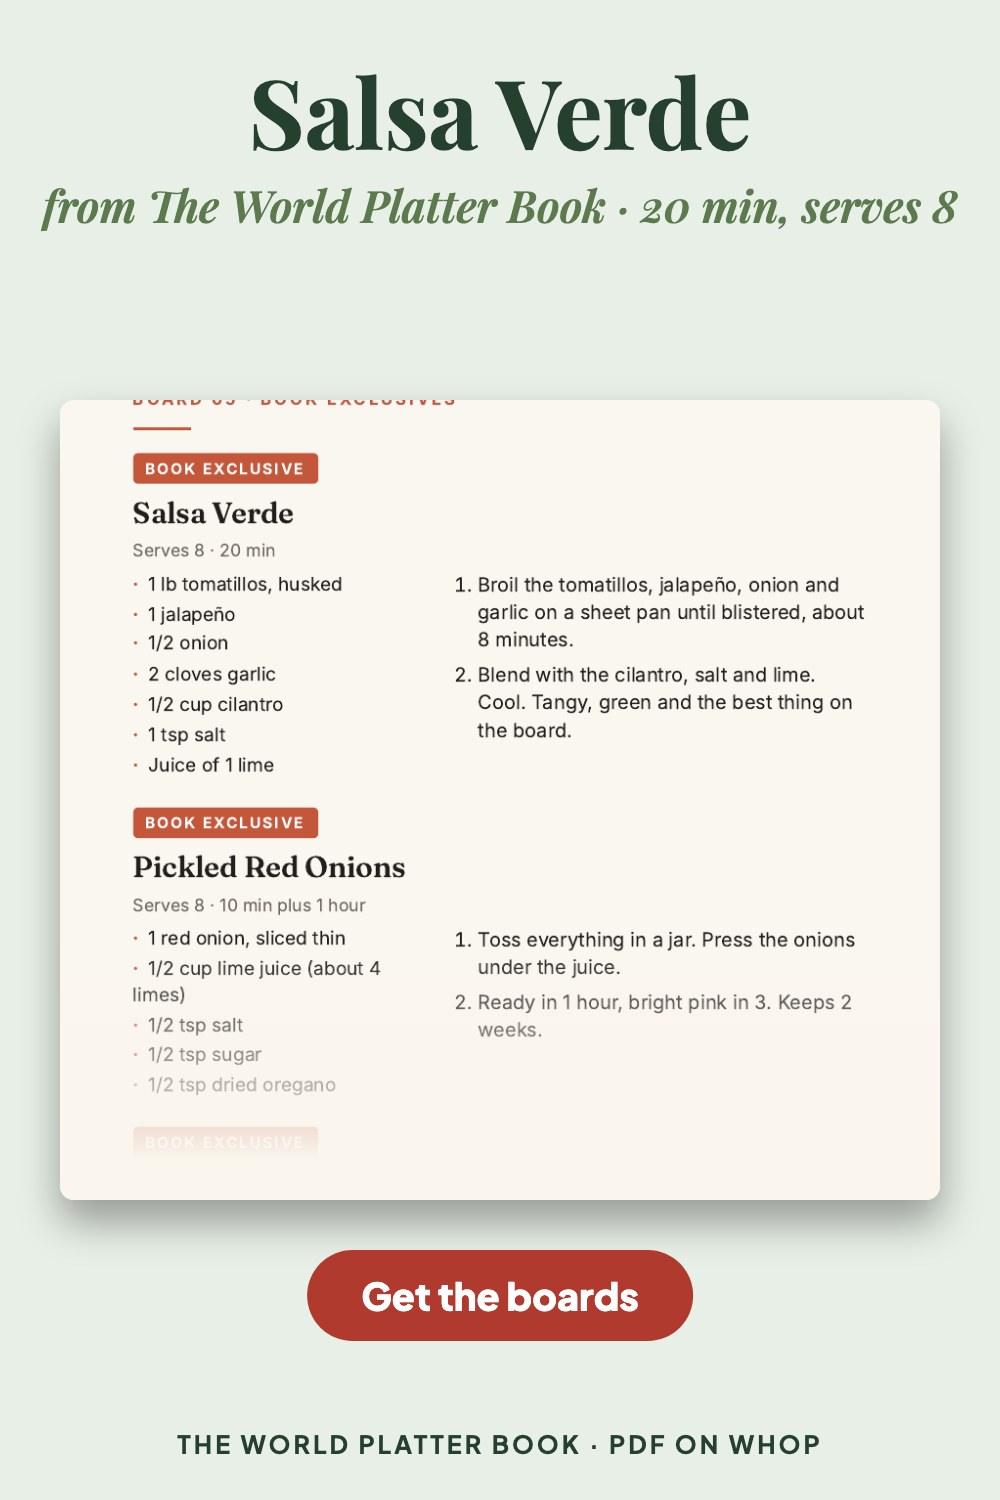 Salsa Verde
from The World Platter Book · 20 min, serves 8
BOARD 05 · BOOK EXCLUSIVES
BOOK EXCLUSIVE
Salsa Verde
Serves 8 · 20 min
· 1 lb tomatillos, husked
· 1 jalapeño
· 1/2 onion
· 2 cloves garlic
· 1/2 cup cilantro
· 1 tsp salt
· Juice of 1 lime
1. Broil the tomatillos, jalapeño, onion and
garlic on a sheet pan until blistered, about
8 minutes.
2. Blend with the cilantro, salt and lime.
Cool. Tangy, green and the best thing on
the board.
BOOK EXCLUSIVE
Pickled Red Onions
Serves 8 · 10 min plus 1 hour
· 1 red onion, sliced thin
· 1/2 cup lime juice (about 4
limes)
· 1/2 tsp salt
· 1/2 tsp sugar
· 1/2 tsp dried oregano
1. Toss everything in a jar. Press the onions
under the juice.
2. Ready in 1 hour, bright pink in 3. Keeps 2
weeks.
BOOK EXCLUSIVE
Get the boards
THE WORLD PLATTER BOOK · PDF ON WHOP